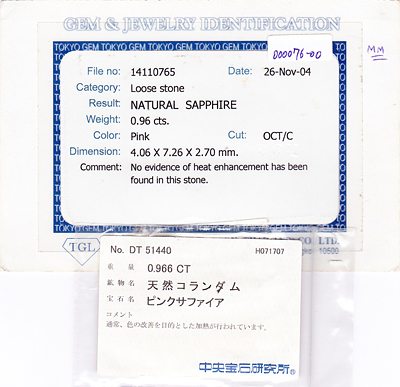 GEM & JEWELRY IDENTIFICATION
D00076-00
MM
File no: 14110765 Date: 26-Nov-04
Category: Loose stone
Result: NATURAL SAPPHIRE
Weight: 0.96 cts.
Color: Pink Cut: OCT/C
Dimension: 4.06 X 7.26 X 2.70 mm.
Comment: No evidence of heat enhancement has been
found in this stone.
TGL
CO LTD.
10500
No. DT 51440 H071707
重量 0.966 CT
鉱物名 天然コランダム
宝石名 ピンクサファイア
コメント
通常、色の改善を目的とした加熱が行われています。
中央宝石研究所®